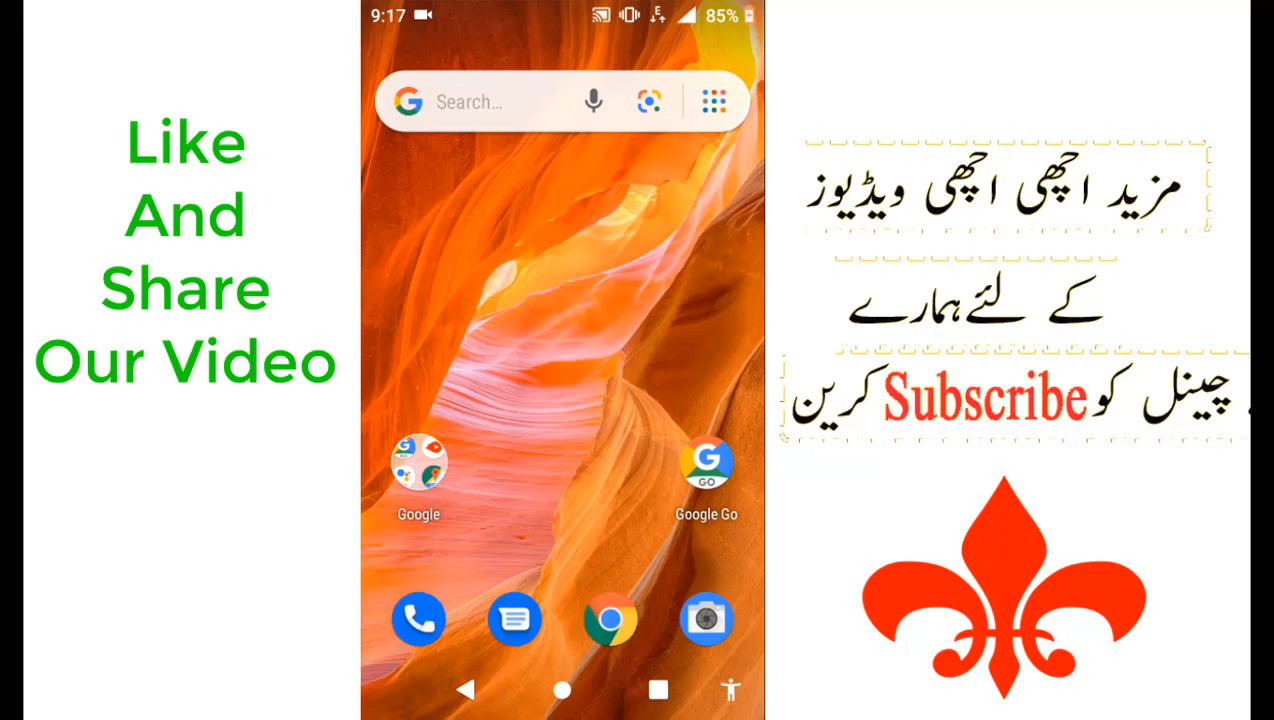 Like
And
Share
Our Video
9:17
E
85%
Search...
Google
GO
Google Go
مزید اچھی اچھی ویڈیوز
کے لئے ہمارے
چینل کو Subscribe کرین